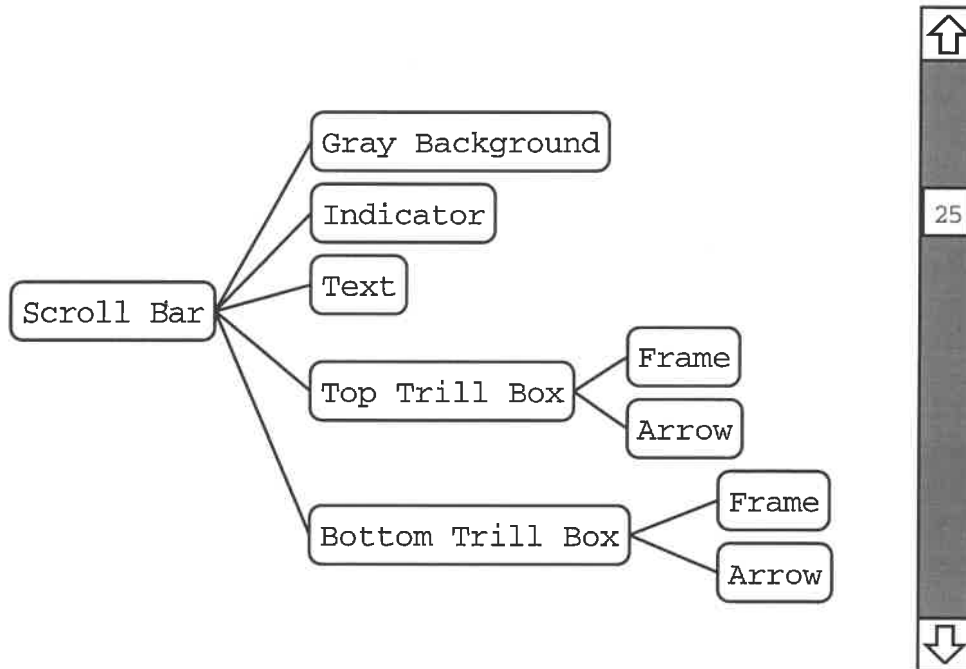 Gray Background
Indicator
25
Text
Scroll Bar
Frame
Top Trill Box
Arrow
Frame
Bottom Trill Box
Arrow